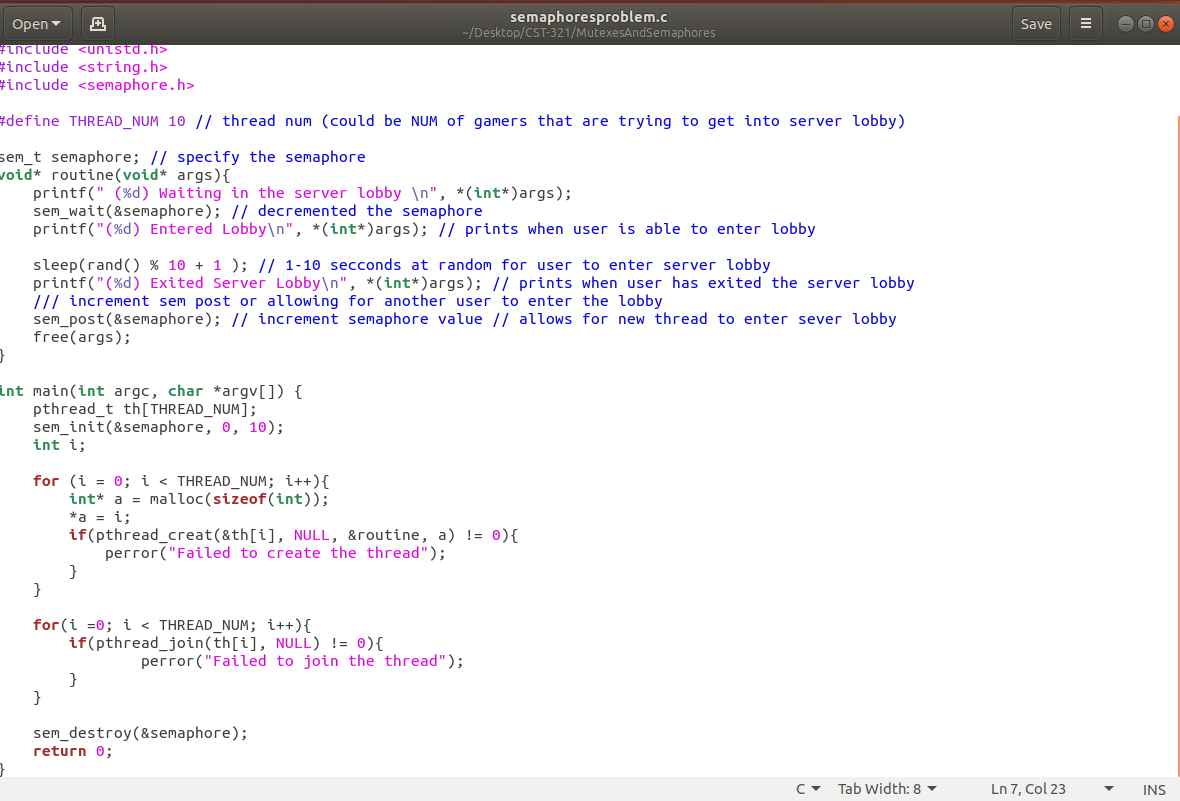 Open
semaphoresproblem.c
~/Desktop/CST-321/MutexesAndSemaphores
Save
#include <unistd.h>
#include <string.h>
#include <semaphore.h>
#define THREAD_NUM 10 // thread num (could be NUM of gamers that are trying to get into server lobby)
sem_t semaphore; // specify the semaphore
void* routine(void* args){
    printf(" (%d) Waiting in the server lobby \n", *(int*)args);
    sem_wait(&semaphore); // decremented the semaphore
    printf("(%d) Entered Lobby\n", *(int*)args); // prints when user is able to enter lobby
    sleep(rand() % 10 + 1 ); // 1-10 secconds at random for user to enter server lobby
    printf("(%d) Exited Server Lobby\n", *(int*)args); // prints when user has exited the server lobby
    /// increment sem post or allowing for another user to enter the lobby
    sem_post(&semaphore); // increment semaphore value // allows for new thread to enter sever lobby
    free(args);
}
int main(int argc, char *argv[]) {
    pthread_t th[THREAD_NUM];
    sem_init(&semaphore, 0, 10);
    int i;
    for (i = 0; i < THREAD_NUM; i++){
        int* a = malloc(sizeof(int));
        *a = i;
        if(pthread_creat(&th[i], NULL, &routine, a) != 0){
            perror("Failed to create the thread");
        }
    }
    for(i =0; i < THREAD_NUM; i++){
        if(pthread_join(th[i], NULL) != 0){
                perror("Failed to join the thread");
        }
    }
    sem_destroy(&semaphore);
    return 0;
}
C Tab Width: 8 Ln 7, Col 23 INS